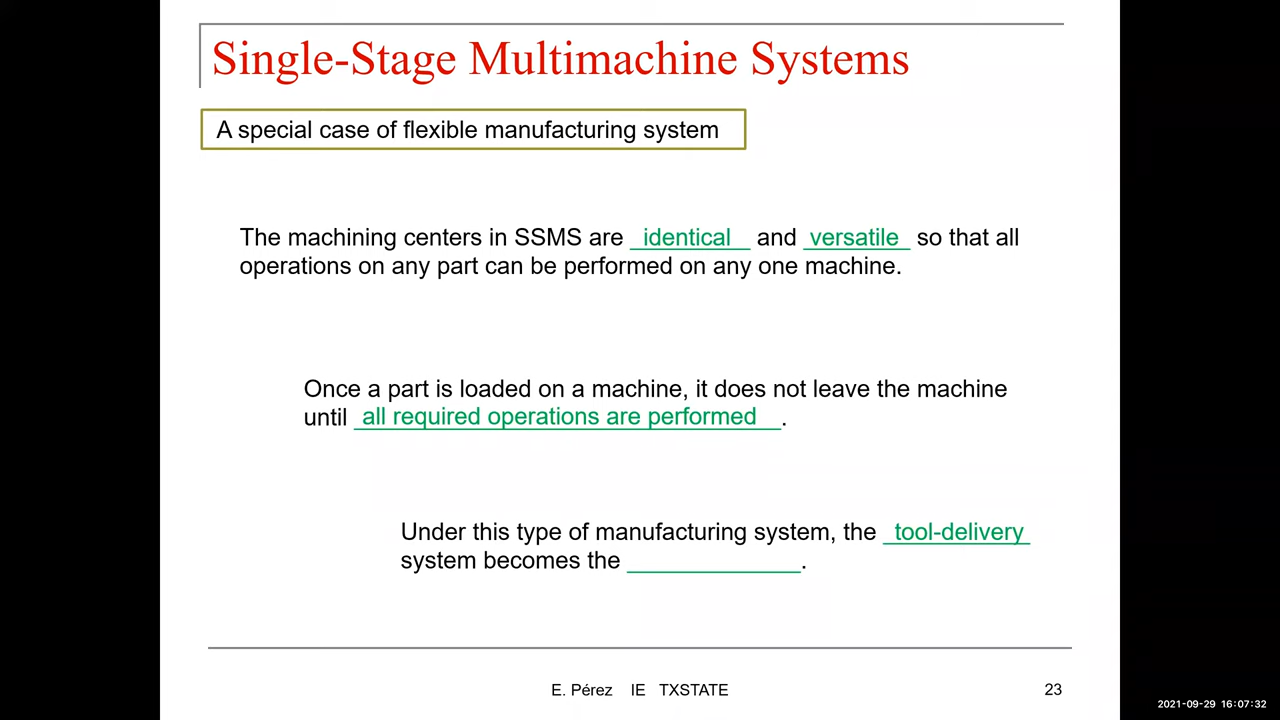 Single-Stage Multimachine Systems
A special case of flexible manufacturing system
The machining centers in SSMS are identical and versatile so that all
operations on any part can be performed on any one machine.
Once a part is loaded on a machine, it does not leave the machine
until all required operations are performed.
Under this type of manufacturing system, the tool-delivery
system becomes the ______________.
E. Pérez IE TXSTATE
23
2021-09-29 16:07:32